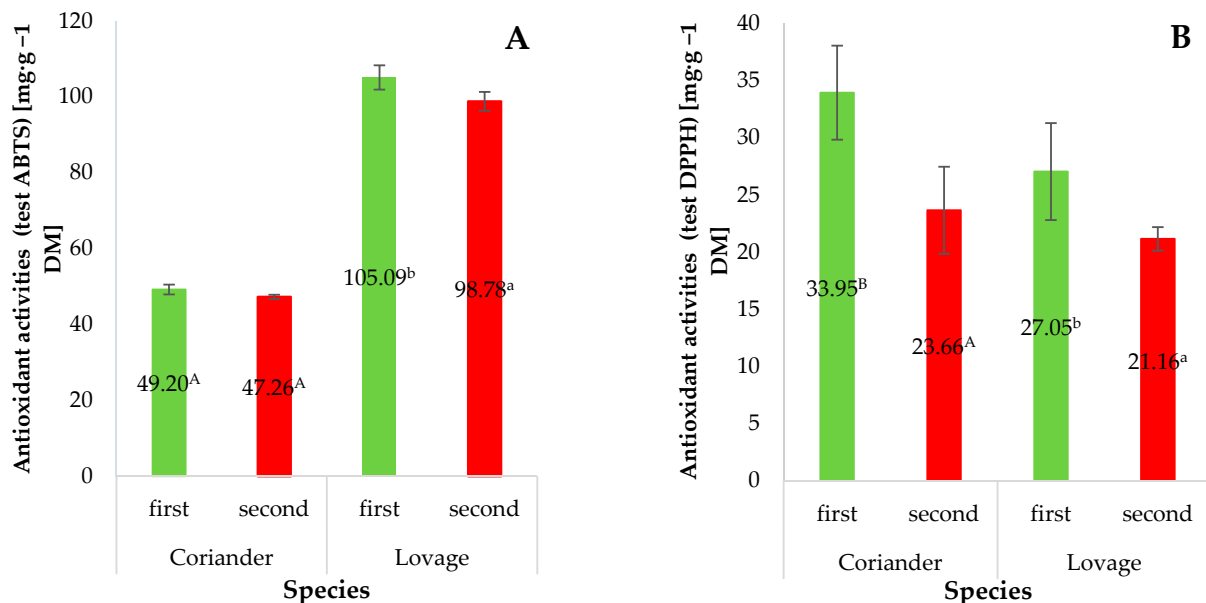 A
Antioxidant activities (test ABTS) [mg·g −1
DM]
120
100
80
60
40
20
0
49.20ᴬ
47.26ᴬ
105.09ᵇ
98.78ᵃ
first
second
first
second
Coriander
Lovage
Species
B
Antioxidant activities (test DPPH) [mg·g −1
DM]
40
35
30
25
20
15
10
5
0
33.95ᴮ
23.66ᴬ
27.05ᵇ
21.16ᵃ
first
second
first
second
Coriander
Lovage
Species